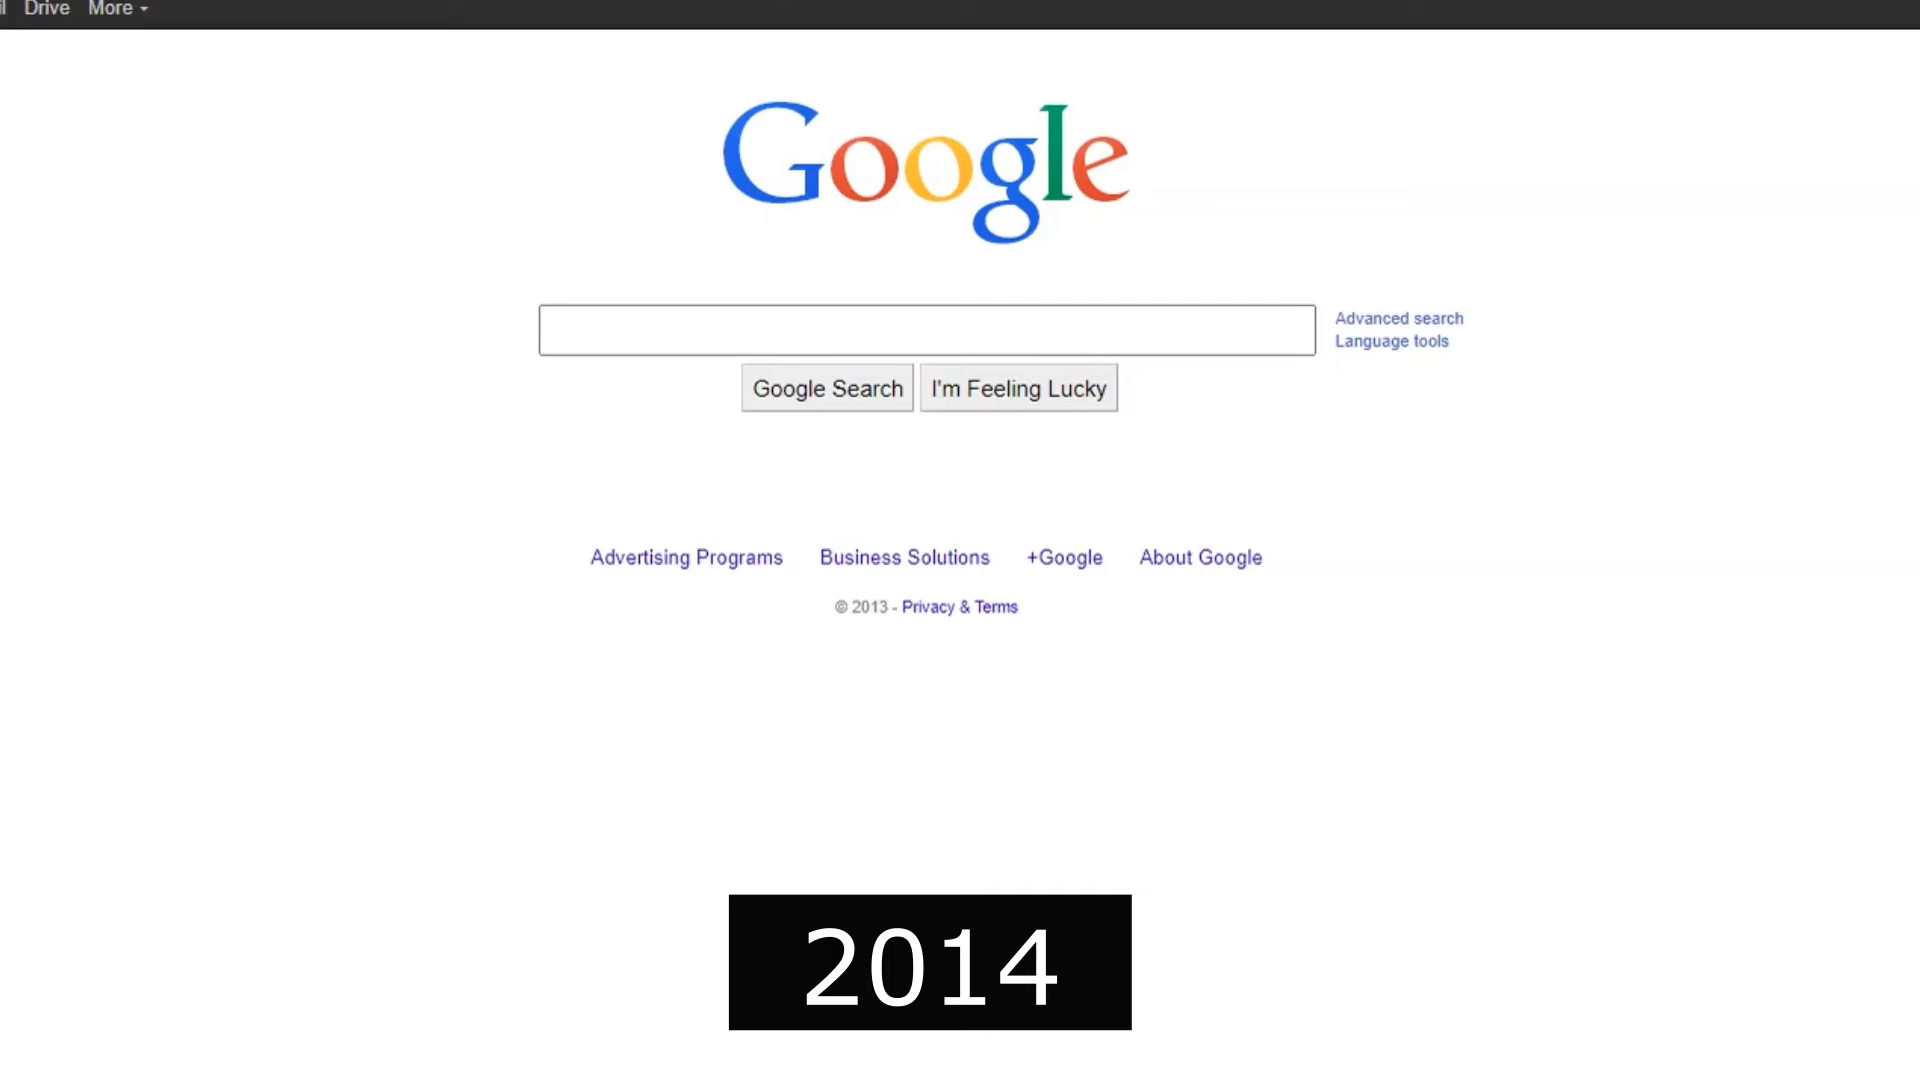 Drive More
Google
Advanced search
Language tools
Google Search I'm Feeling Lucky
Advertising Programs Business Solutions +Google About Google
© 2013 - Privacy & Terms
2014